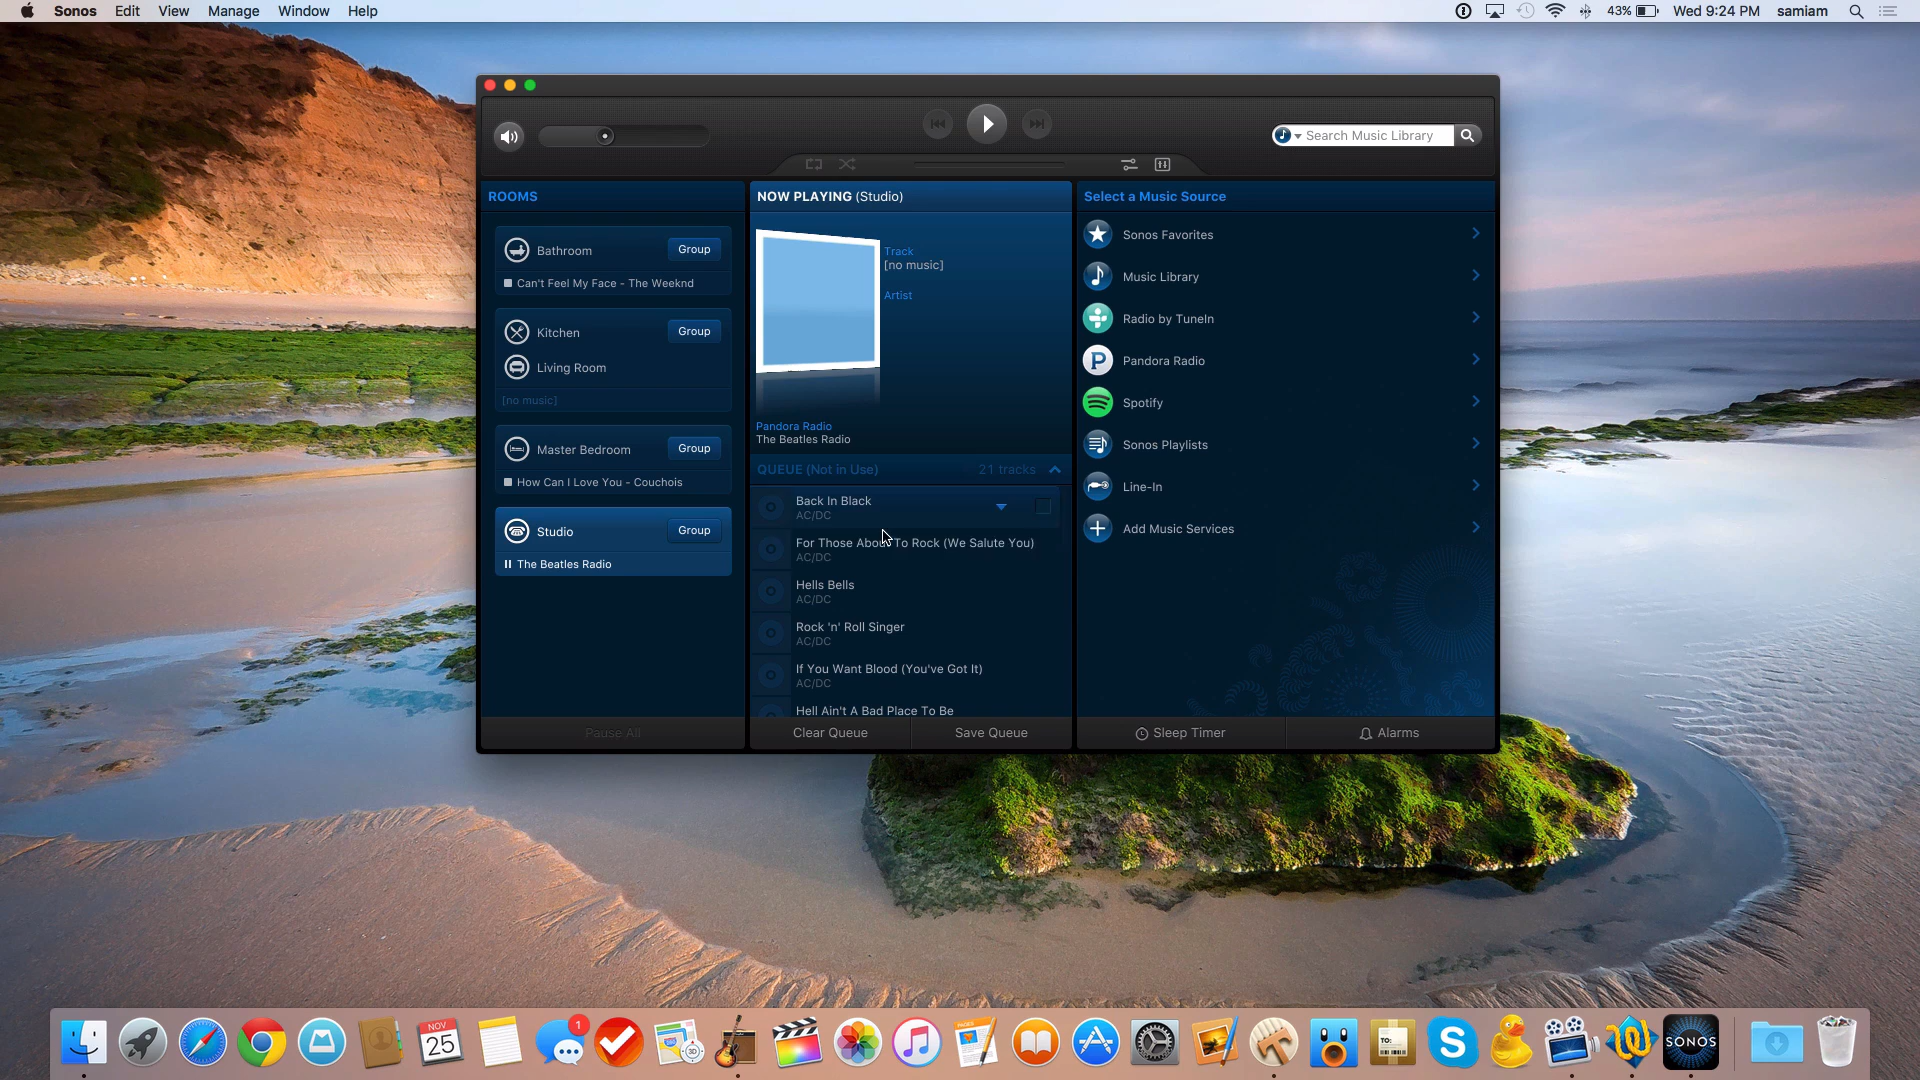 Sonos Edit View Manage Window Help
43% Wed 9:24 PM samiam
Search Music Library
ROOMS
Bathroom Group
Can't Feel My Face - The Weeknd
Kitchen Group
Living Room
[no music]
Master Bedroom Group
How Can I Love You - Couchois
Studio Group
The Beatles Radio
Pause All
NOW PLAYING (Studio)
Track
[no music]
Artist
Pandora Radio
The Beatles Radio
QUEUE (Not in Use) 21 tracks
Back In Black
AC/DC
For Those About To Rock (We Salute You)
AC/DC
Hells Bells
AC/DC
Rock 'n' Roll Singer
AC/DC
If You Want Blood (You've Got It)
AC/DC
Hell Ain't A Bad Place To Be
Clear Queue Save Queue
Select a Music Source
Sonos Favorites
Music Library
Radio by TuneIn
Pandora Radio
Spotify
Sonos Playlists
Line-In
Add Music Services
Sleep Timer Alarms
NOV
25
1
3D
PAGES
TO:
SONOS